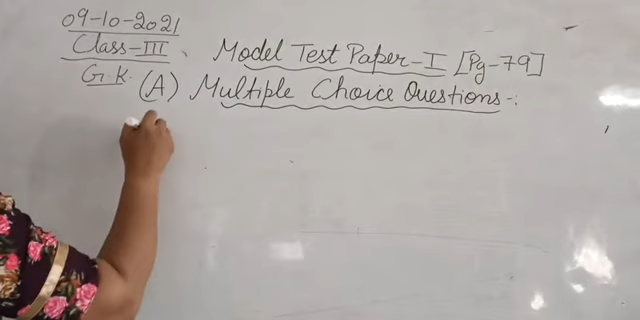 09-10-2021
Class-III
Model Test Paper-I [Pg-79]
G.K.
(A) Multiple Choice Questions-: